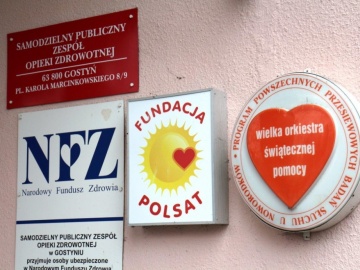 SAMODZIELNY PUBLICZNY
ZESPÓŁ
OPIEKI ZDROWOTNEJ
63 800 GOSTYŃ
PL. KAROLA MARCINKOWSKIEGO 8/9
NFZ
Narodowy Fundusz Zdrowia
SAMODZIELNY PUBLICZNY ZESPÓŁ
OPIEKI ZDROWOTNEJ
w GOSTYNIU
przyjmuje osoby ubezpieczone
w Narodowym Funduszu Zdrowia
FUNDACJA
POLSAT
PROGRAM POWSZECHNYCH PRZESIEWOWYCH BADAŃ SŁUCHU U NOWORODKÓW
wielka orkiestra
świątecznej
pomocy